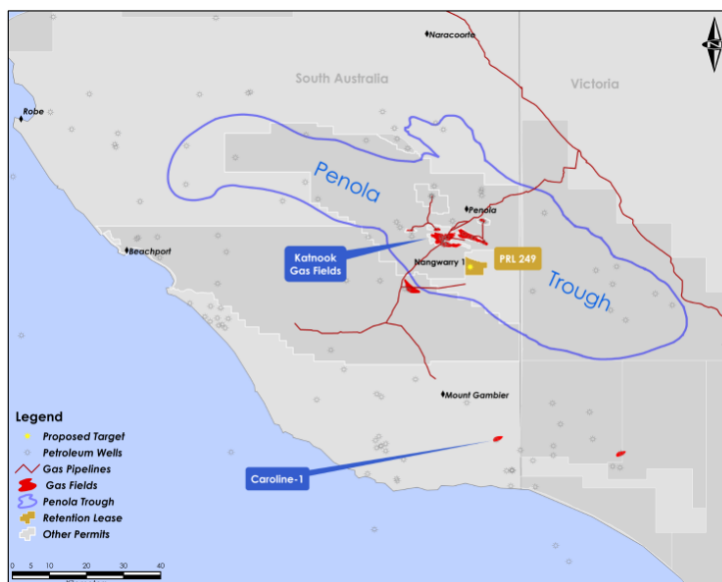 Naracoorte
N
South Australia
Victoria
Robe
Penola
Penola
Katnook
Gas Fields
Nangwarry 1
PRL 249
Beachport
Trough
Mount Gambier
Caroline-1
Legend
Proposed Target
Petroleum Wells
Gas Pipelines
Gas Fields
Penola Trough
Retention Lease
Other Permits
0 5 10 20 30 40